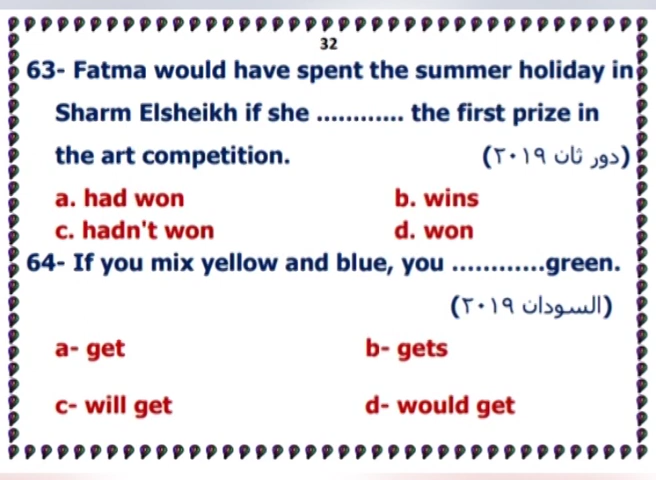 32
63- Fatma would have spent the summer holiday in
Sharm Elsheikh if she ............ the first prize in
the art competition. (دور ثان ٢٠١٩)
a. had won b. wins
c. hadn't won d. won
64- If you mix yellow and blue, you ............green.
(السودان ٢٠١٩)
a- get b- gets
c- will get d- would get